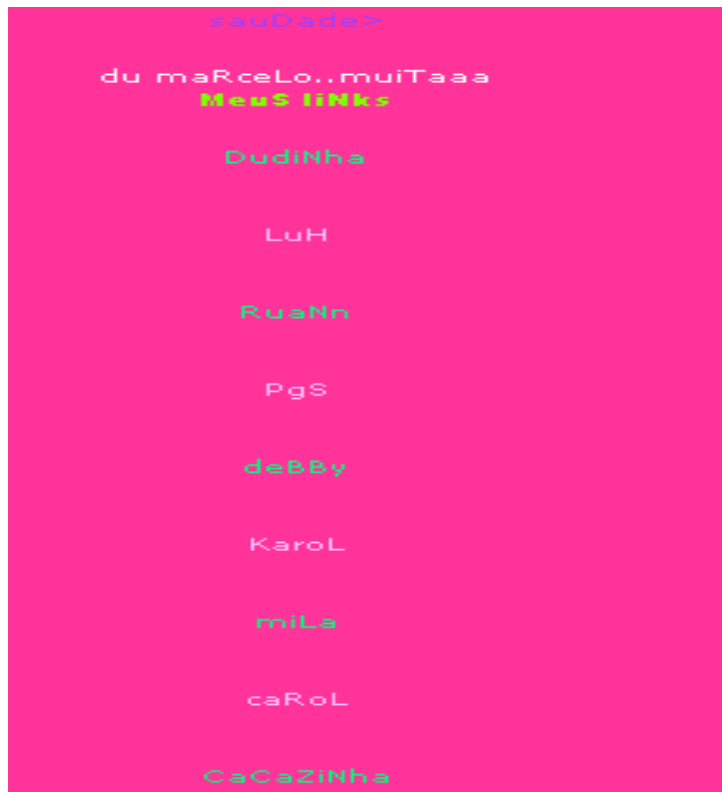 sauDade>
du maRceLo..muiTaaa
MeuS liNks
DudiNha
LuH
RuaNn
PgS
deBBy
KaroL
miLa
caRoL
CaCaZiNha